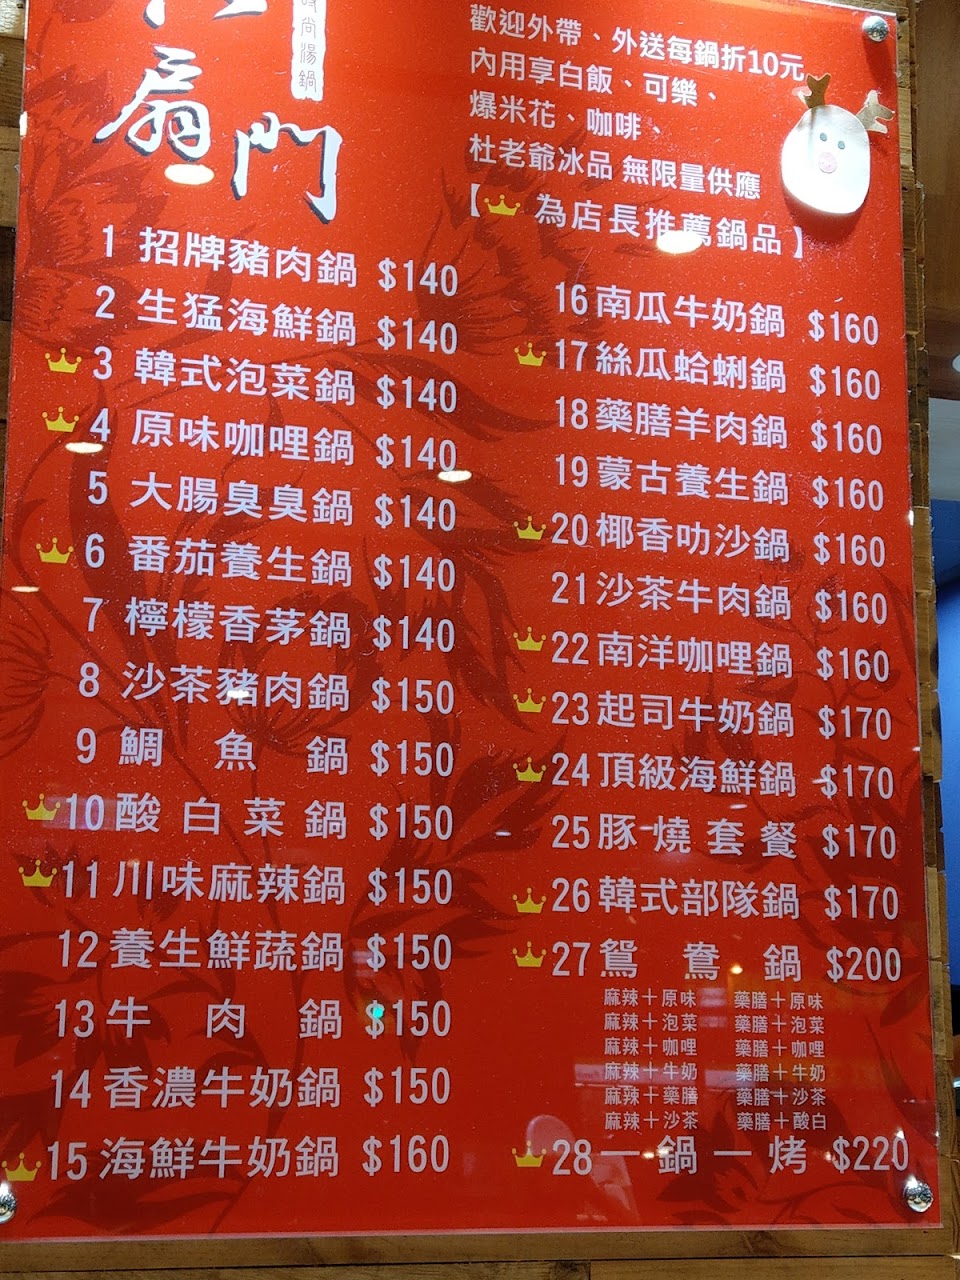 時尚湯鍋
扇門
歡迎外帶、外送每鍋折10元
內用享白飯、可樂、
爆米花、咖啡、
杜老爺冰品 無限量供應
【 為店長推薦鍋品】
1 招牌豬肉鍋 $140
2 生猛海鮮鍋 $140
3 韓式泡菜鍋 $140
4 原味咖哩鍋 $140
5 大腸臭臭鍋 $140
6 番茄養生鍋 $140
7 檸檬香茅鍋 $140
8 沙茶豬肉鍋 $150
9 鯛魚鍋 $150
10 酸白菜鍋 $150
11 川味麻辣鍋 $150
12 養生鮮蔬鍋 $150
13 牛肉鍋 $150
14 香濃牛奶鍋 $150
15 海鮮牛奶鍋 $160
16 南瓜牛奶鍋 $160
17 絲瓜蛤蜊鍋 $160
18 藥膳羊肉鍋 $160
19 蒙古養生鍋 $160
20 椰香叻沙鍋 $160
21 沙茶牛肉鍋 $160
22 南洋咖哩鍋 $160
23 起司牛奶鍋 $170
24 頂級海鮮鍋 $170
25 豚燒套餐 $170
26 韓式部隊鍋 $170
27 鴛鴦鍋 $200
麻辣＋原味 藥膳＋原味
麻辣＋泡菜 藥膳＋泡菜
麻辣＋咖哩 藥膳＋咖哩
麻辣＋牛奶 藥膳＋牛奶
麻辣＋藥膳 藥膳＋沙茶
麻辣＋沙茶 藥膳＋酸白
28 一鍋一烤 $220